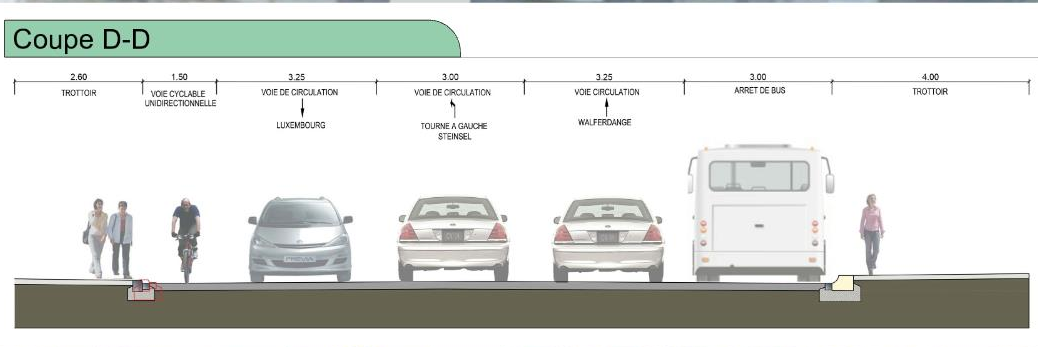 Coupe D-D
2.60 1.50 3.25 3.00 3.25 3.00 4.00
TROTTOIR
VOIE CYCLABLE
UNIDIRECTIONNELLE
VOIE DE CIRCULATION
LUXEMBOURG
VOIE DE CIRCULATION
TOURNE A GAUCHE
STEINSEL
VOIE CIRCULATION
WALFERDANGE
ARRET DE BUS
TROTTOIR
PREVIA